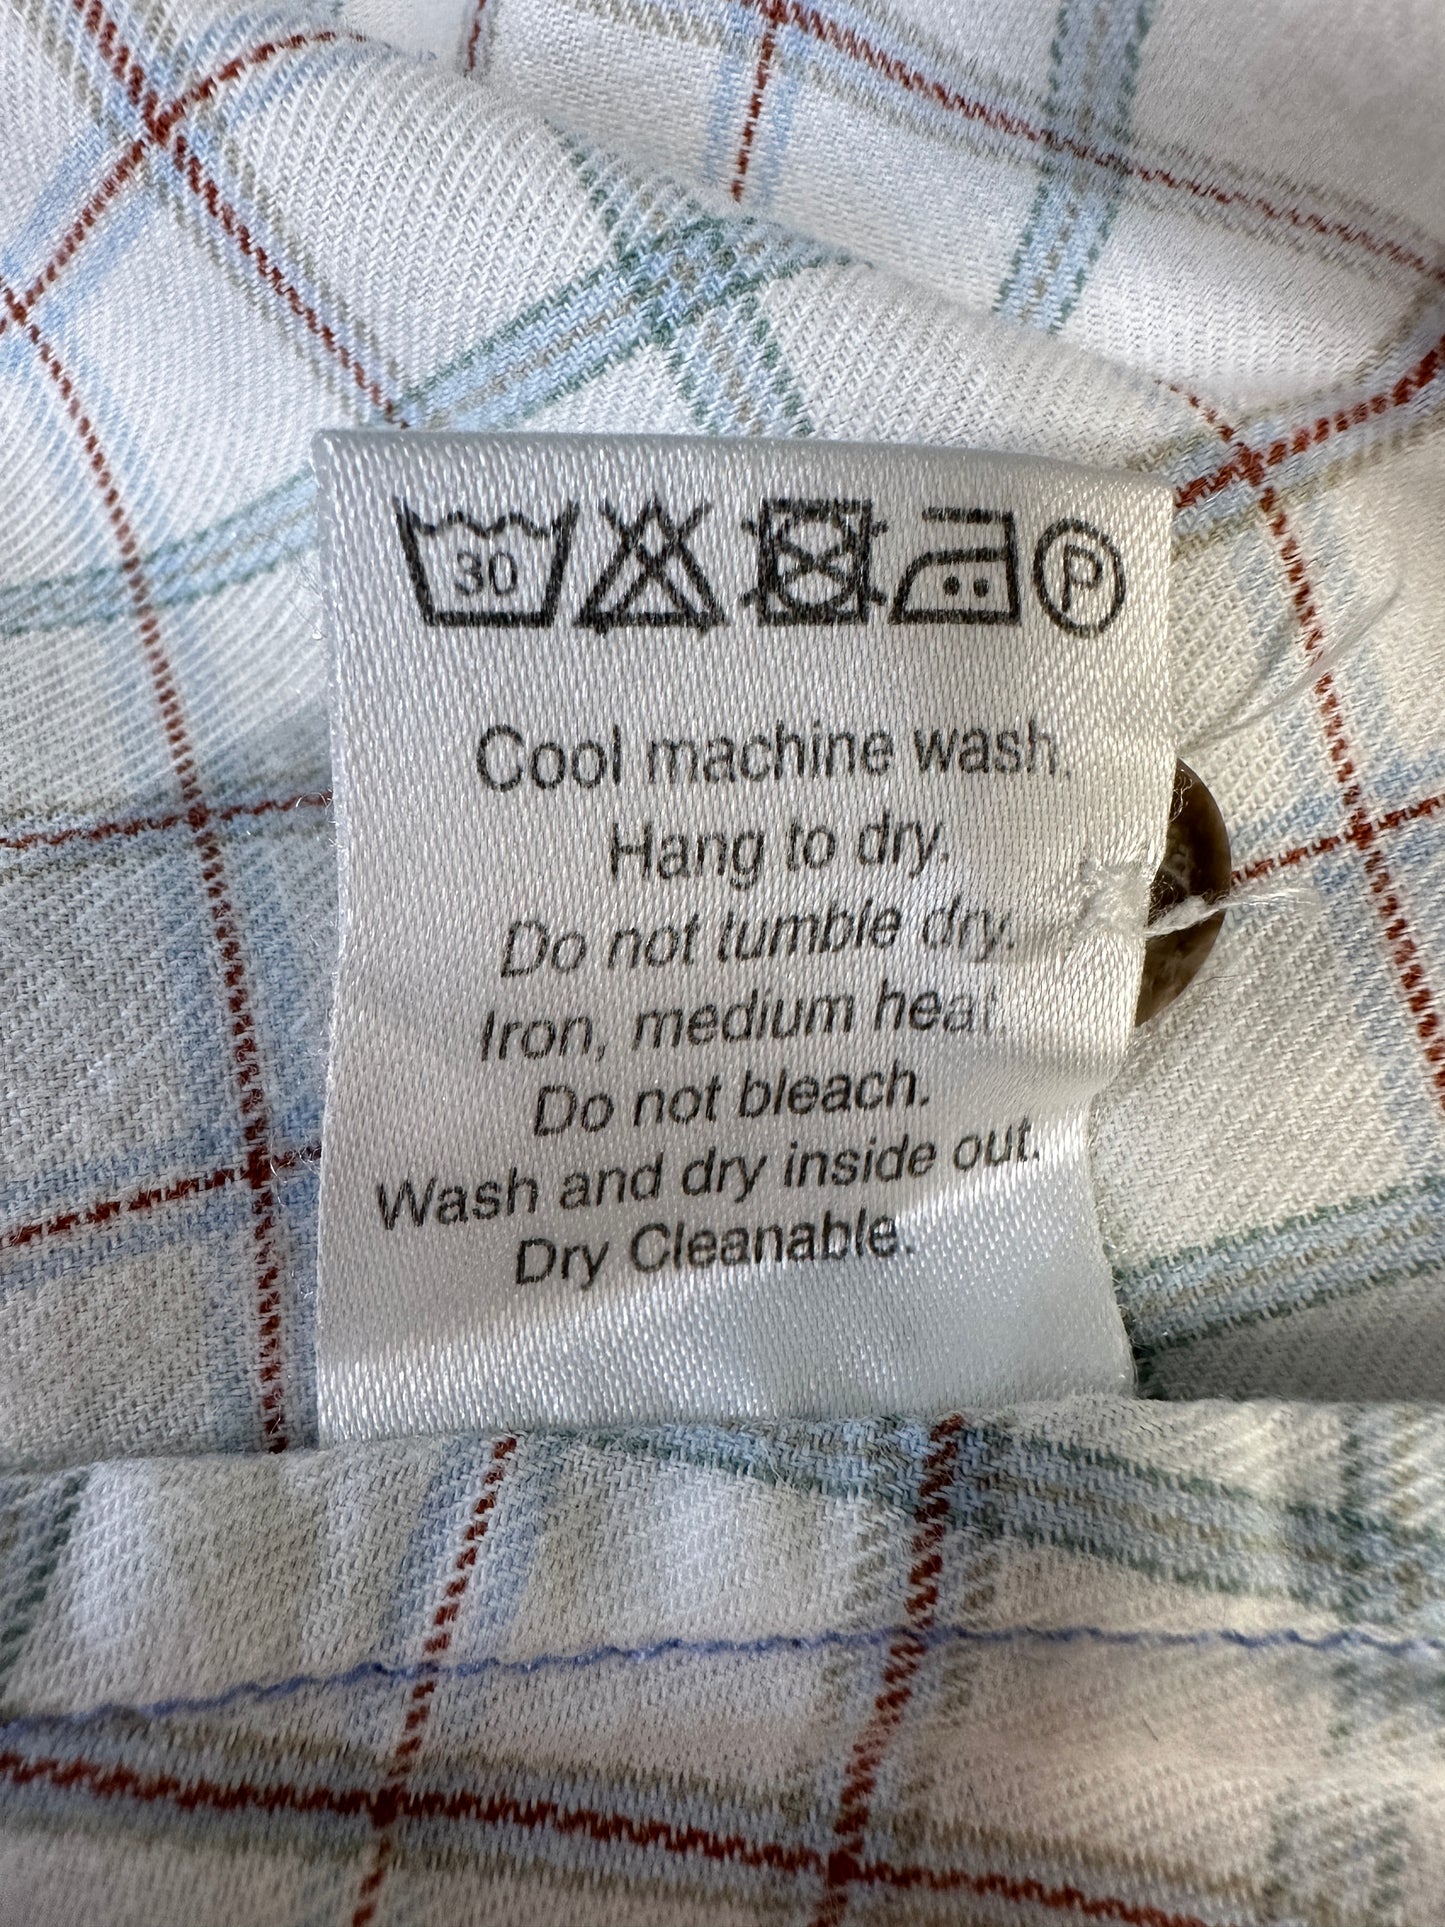 30 P
Cool machine wash.
Hang to dry.
Do not tumble dry.
Iron, medium heat.
Do not bleach.
Wash and dry inside out.
Dry Cleanable.